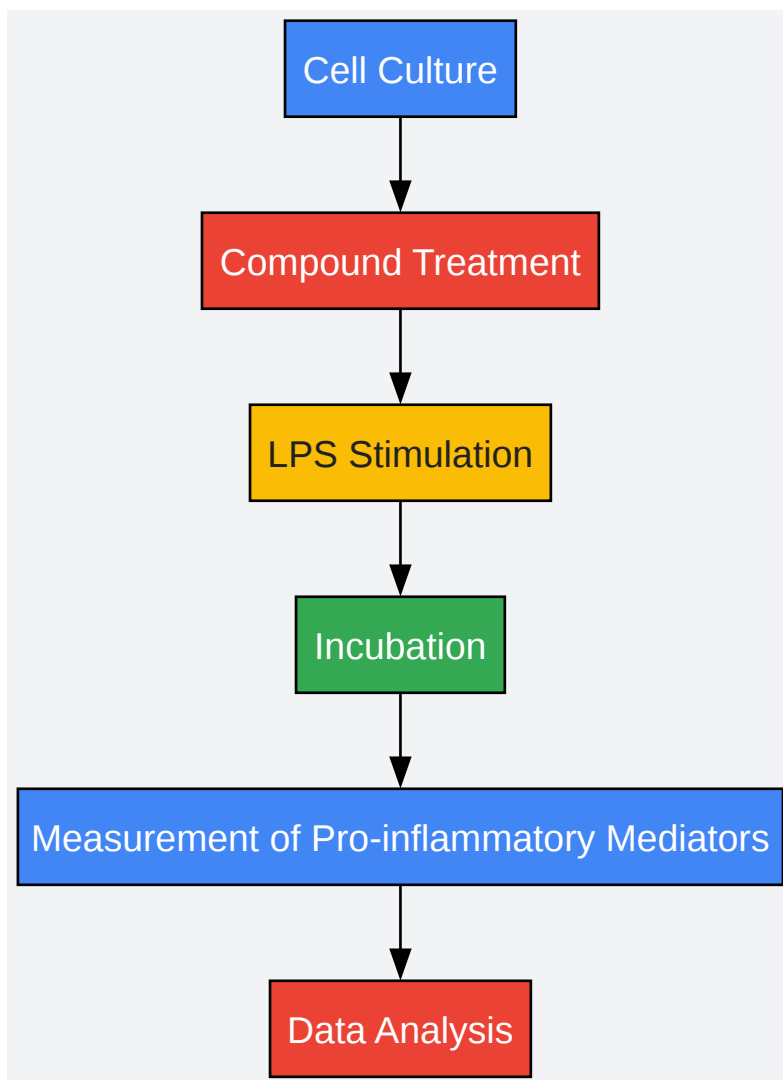 Cell Culture
Compound Treatment
LPS Stimulation
Incubation
Measurement of Pro-inflammatory Mediators
Data Analysis